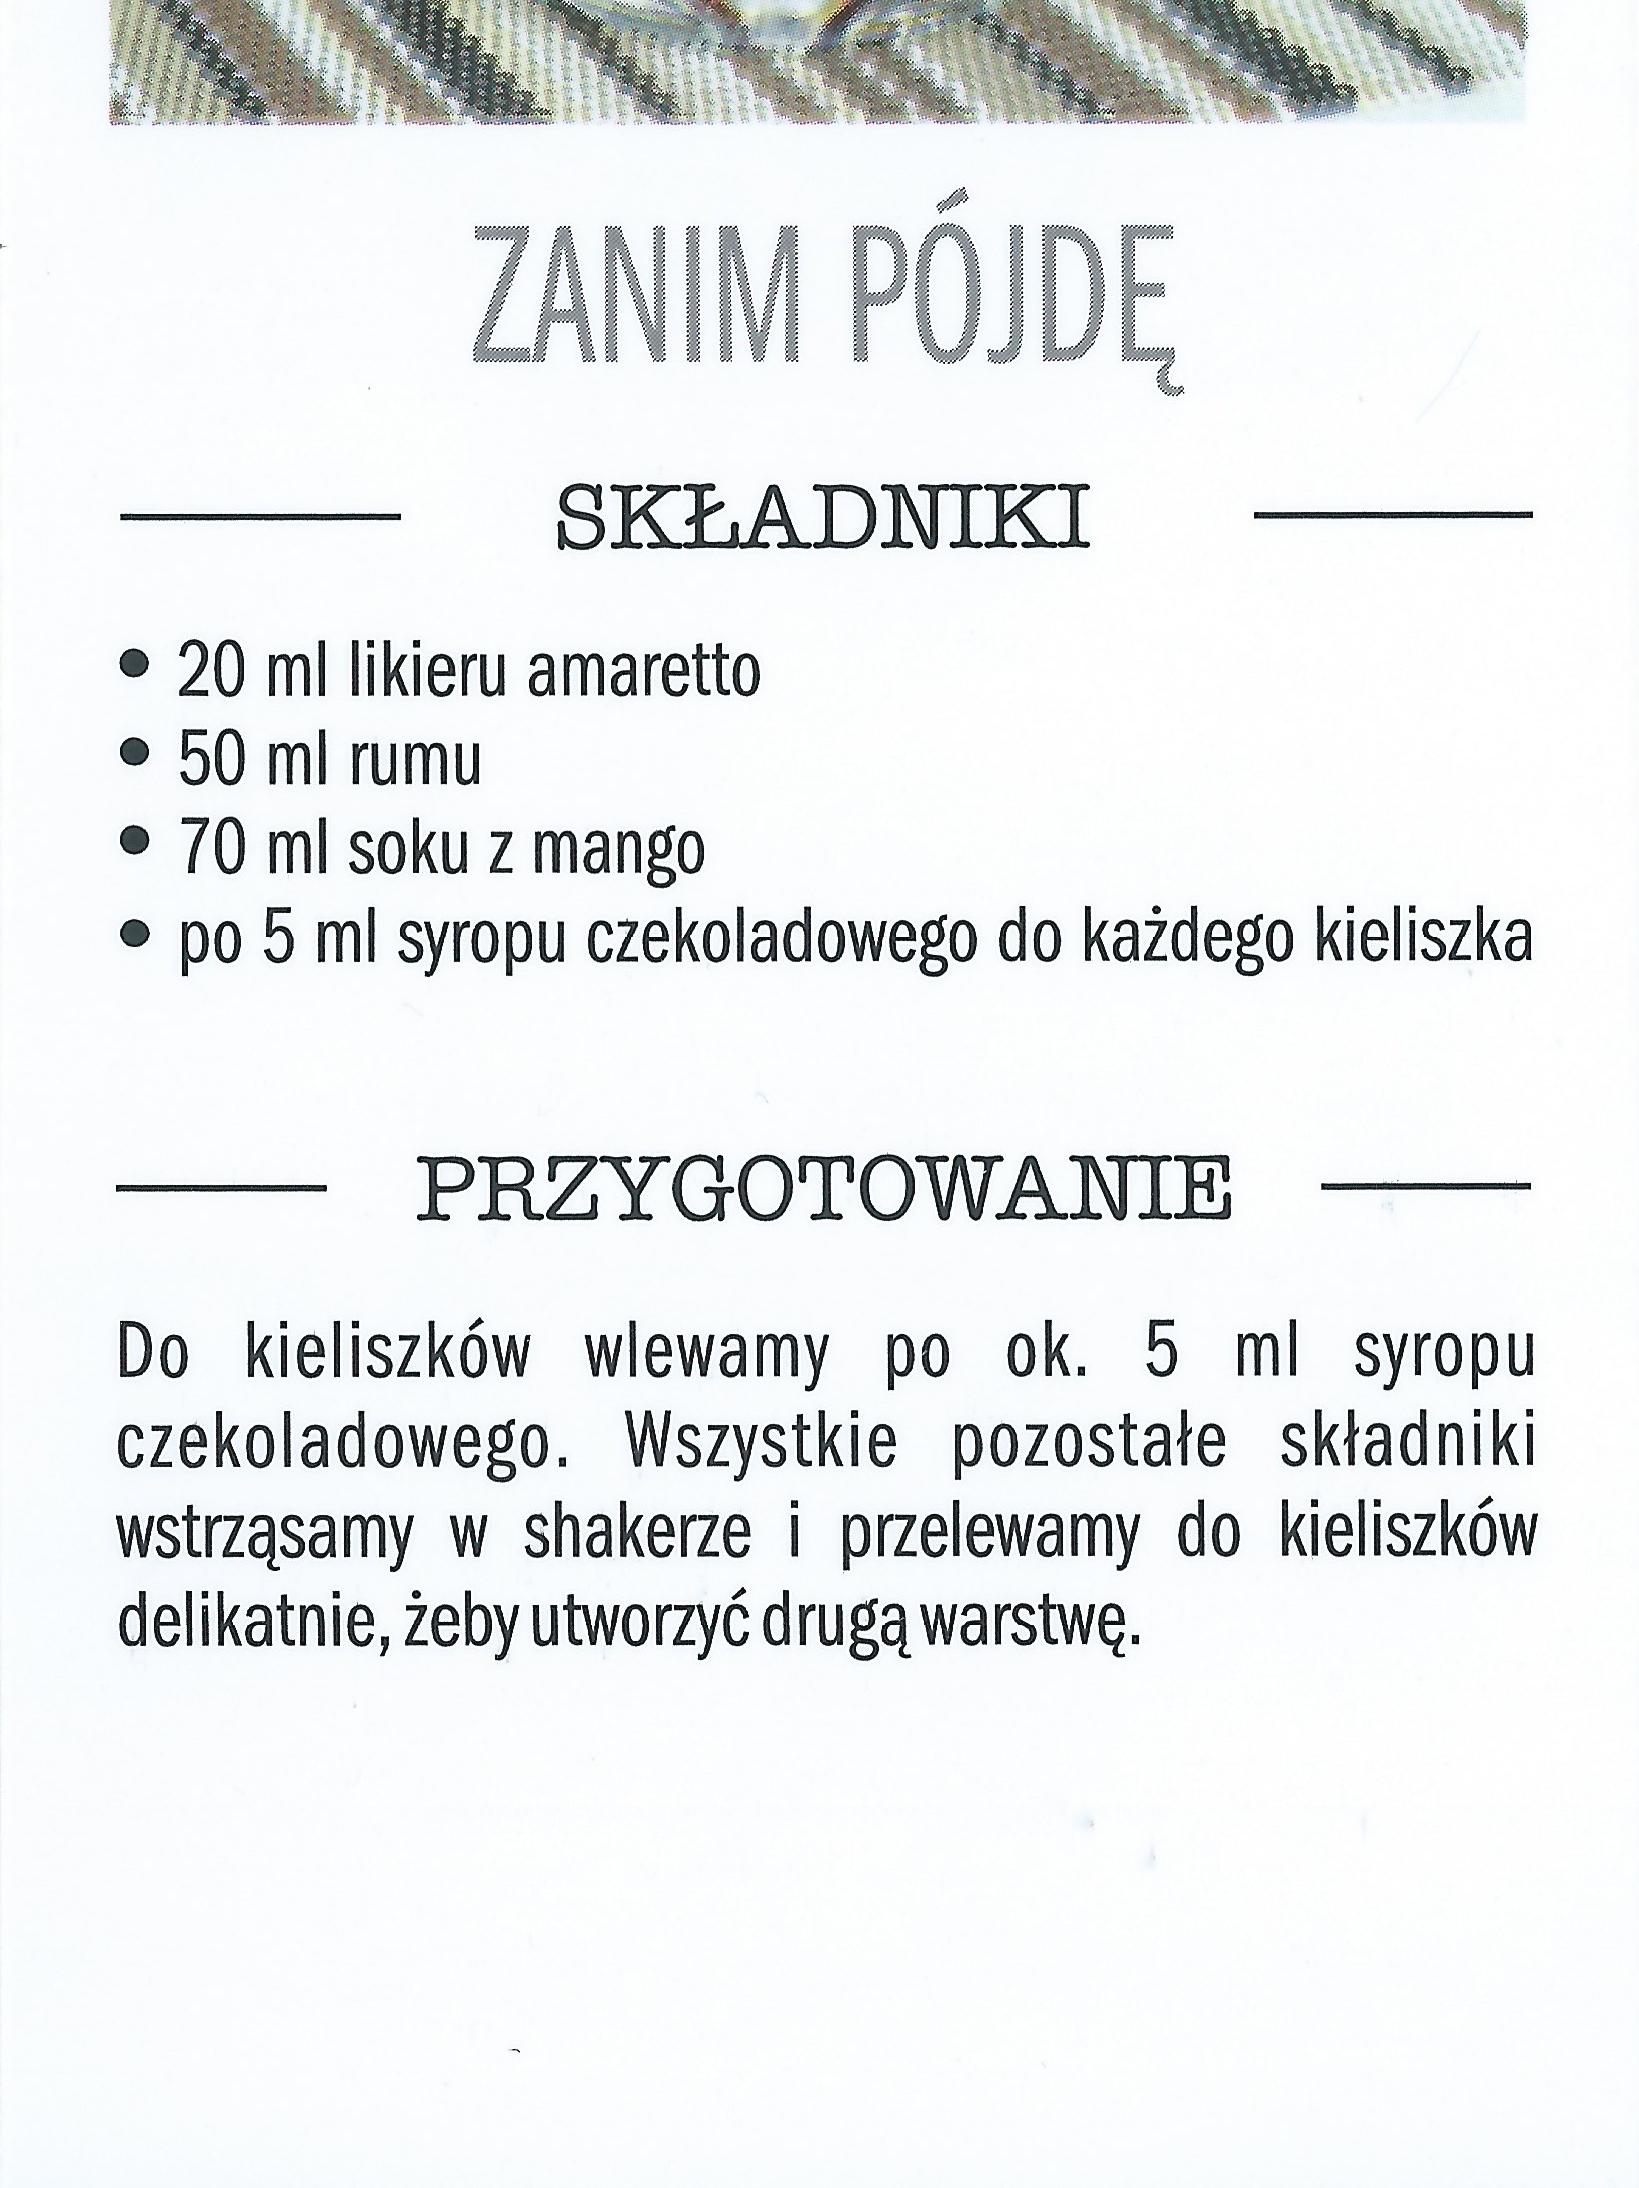 ZANIM PÓJDĘ
SKŁADNIKI
• 20 ml likieru amaretto
• 50 ml rumu
• 70 ml soku z mango
• po 5 ml syropu czekoladowego do każdego kieliszka
PRZYGOTOWANIE
Do kieliszków wlewamy po ok. 5 ml syropu
czekoladowego. Wszystkie pozostałe składniki
wstrząsamy w shakerze i przelewamy do kieliszków
delikatnie, żeby utworzyć drugą warstwę.